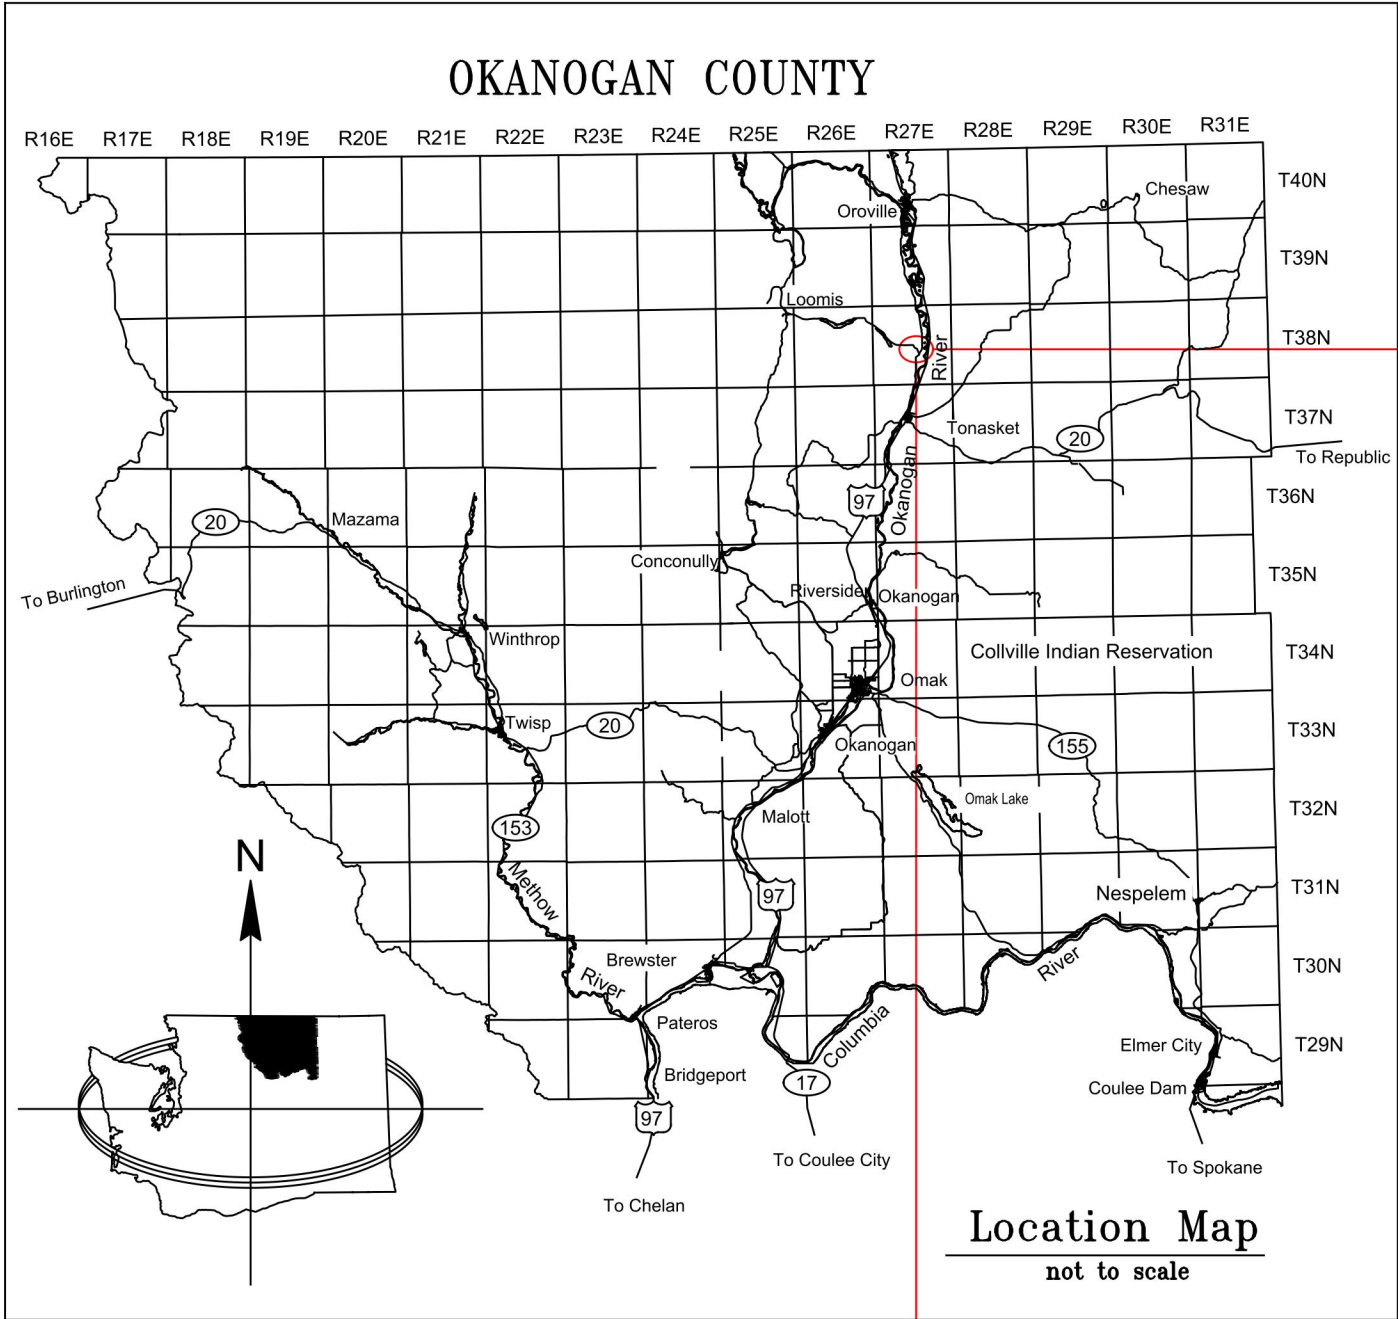 OKANOGAN COUNTY
R16E R17E R18E R19E R20E R21E R22E R23E R24E R25E R26E R27E R28E R29E R30E R31E
T40N
Chesaw
Oroville
T39N
Loomis
T38N
River
T37N
Tonasket
20
To Republic
Okanogan
97
T36N
Mazama
20
Conconully
T35N
To Burlington
Riverside
Okanogan
Winthrop
Collville Indian Reservation
T34N
Omak
Twisp
20
T33N
Okanogan
155
Omak Lake
T32N
Malott
153
N
Methow
97
Nespelem
T31N
Brewster
River
River
T30N
Pateros
Columbia
Elmer City
T29N
Bridgeport
17
Coulee Dam
97
To Coulee City
To Spokane
To Chelan
Location Map
not to scale